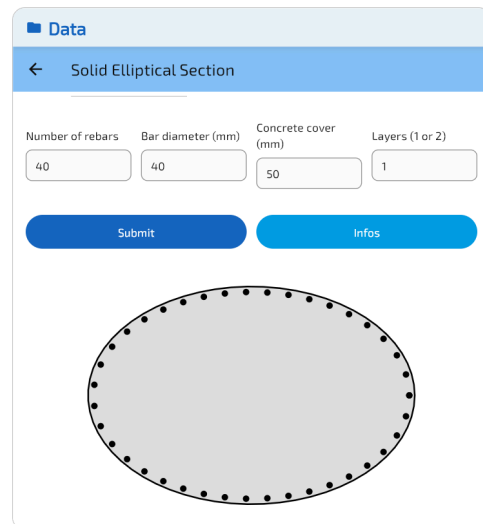 Data
Solid Elliptical Section
Number of rebars
Bar diameter (mm)
Concrete cover
(mm)
Layers (1 or 2)
40
40
50
1
Submit
Infos